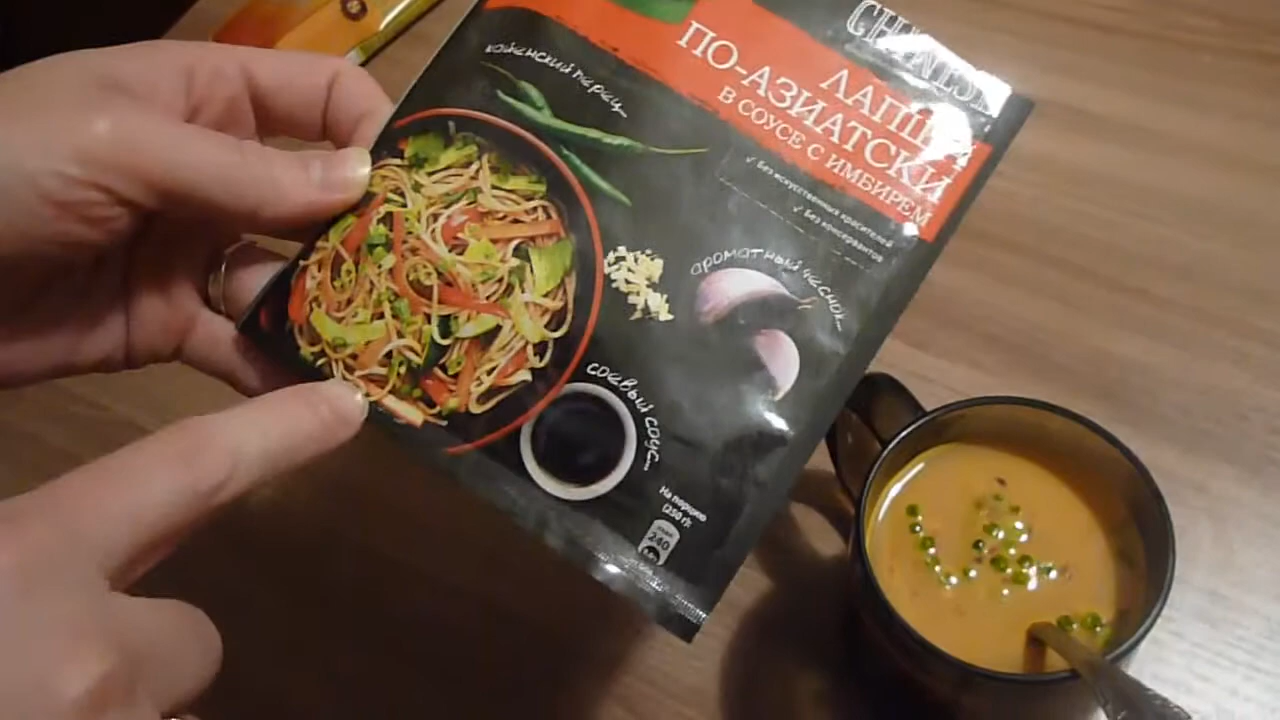 CHINESE
ЛАПША
ПО-АЗИАТСКИ
В СОУСЕ С ИМБИРЕМ
✓ Без искусственных красителей
✓ Без консервантов
кайенский перец...
ароматный чеснок...
соевый соус...
На порцию
(250 г):
240